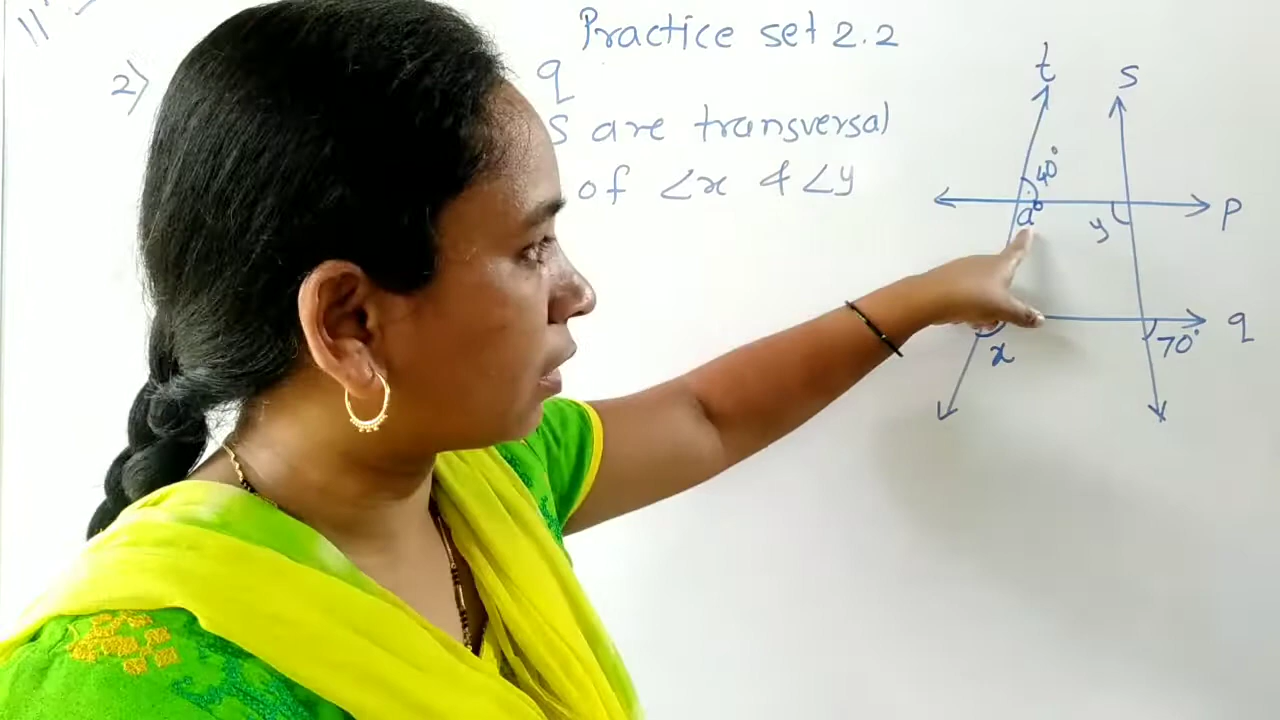 Practice set 2.2
2) q
s are transversal
of ∠x & ∠y
t s
40°
a
y
p
q
x
70°